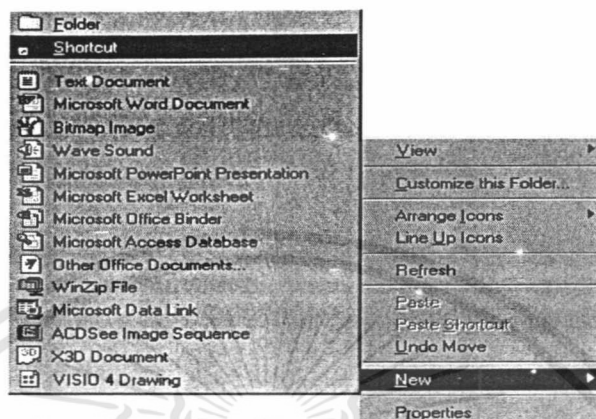 Folder
Shortcut
Text Document
Microsoft Word Document
Bitmap Image
Wave Sound
Microsoft PowerPoint Presentation
Microsoft Excel Worksheet
Microsoft Office Binder
Microsoft Access Database
Other Office Documents...
WinZip File
Microsoft Data Link
ACDSee Image Sequence
X3D Document
VISIO 4 Drawing
View
Customize this Folder...
Arrange Icons
Line Up Icons
Refresh
Paste
Paste Shortcut
Undo Move
New
Properties